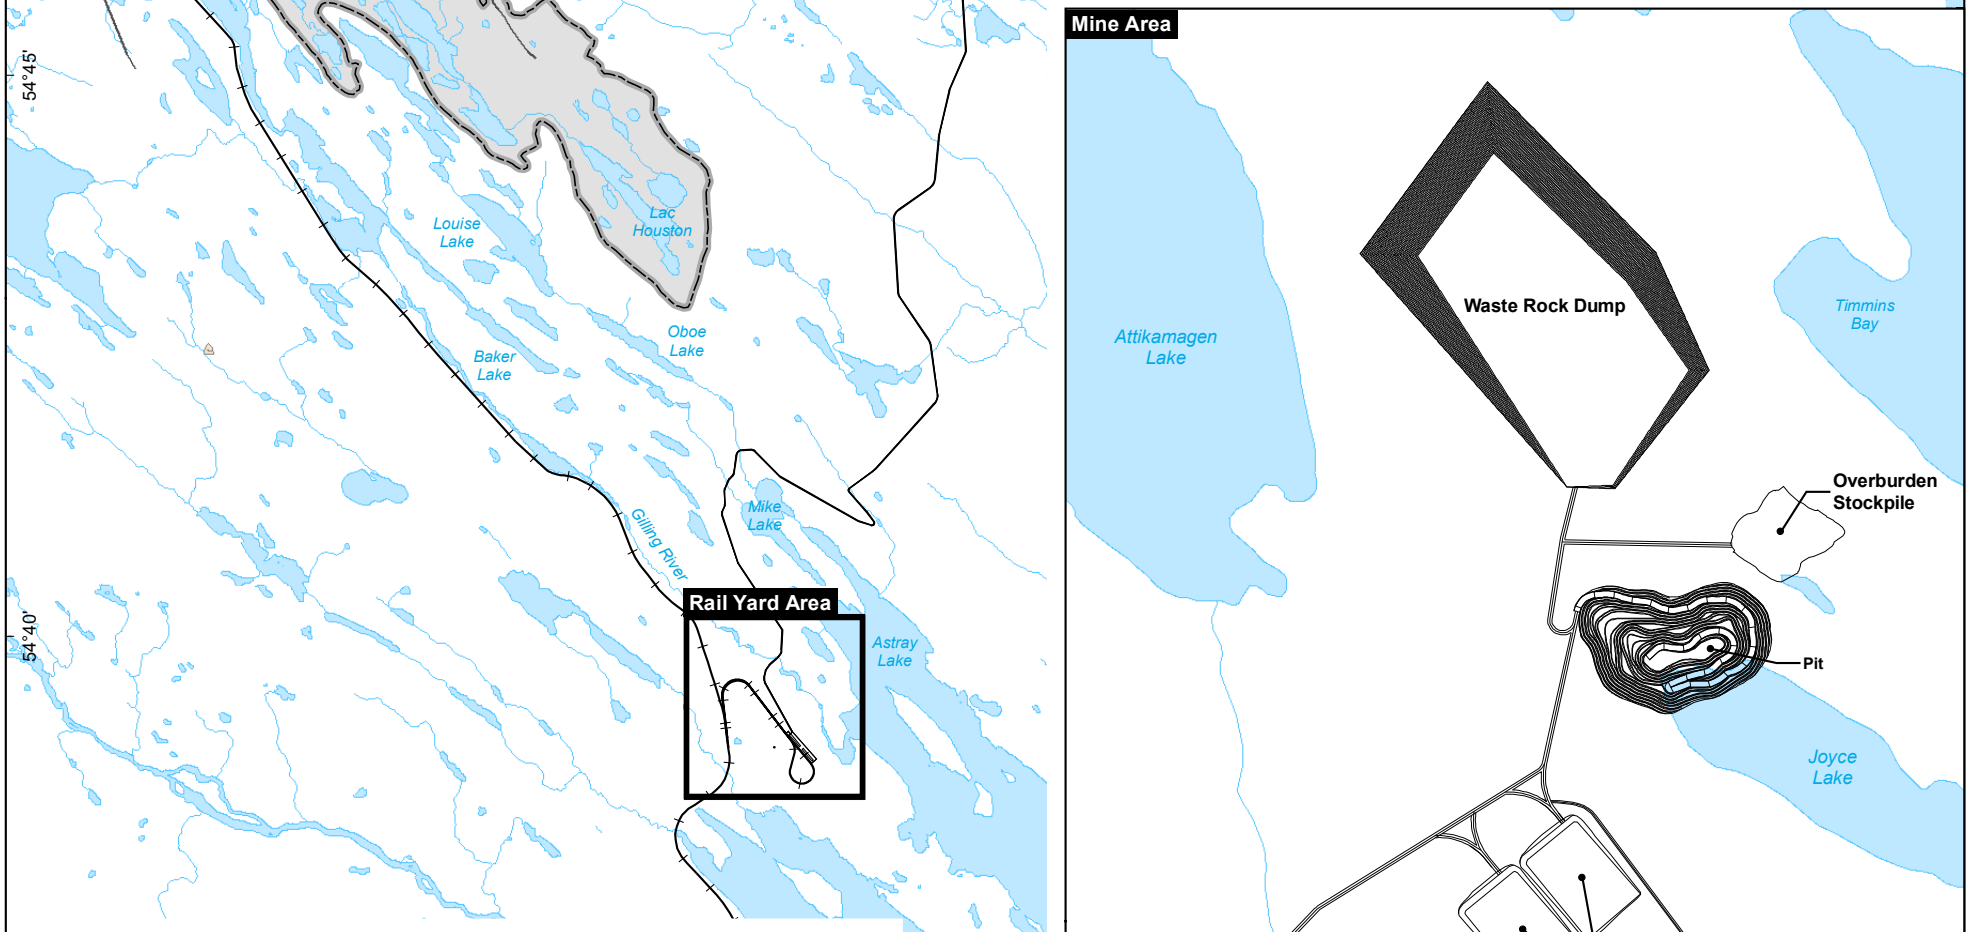 54°45'
Louise
Lake
Lac
Houston
Oboe
Lake
Baker
Lake
Mike
Lake
Gilling River
54°40'
Rail Yard Area
Astray
Lake
Mine Area
Waste Rock Dump
Attikamagen
Lake
Timmins
Bay
Overburden
Stockpile
Pit
Joyce
Lake